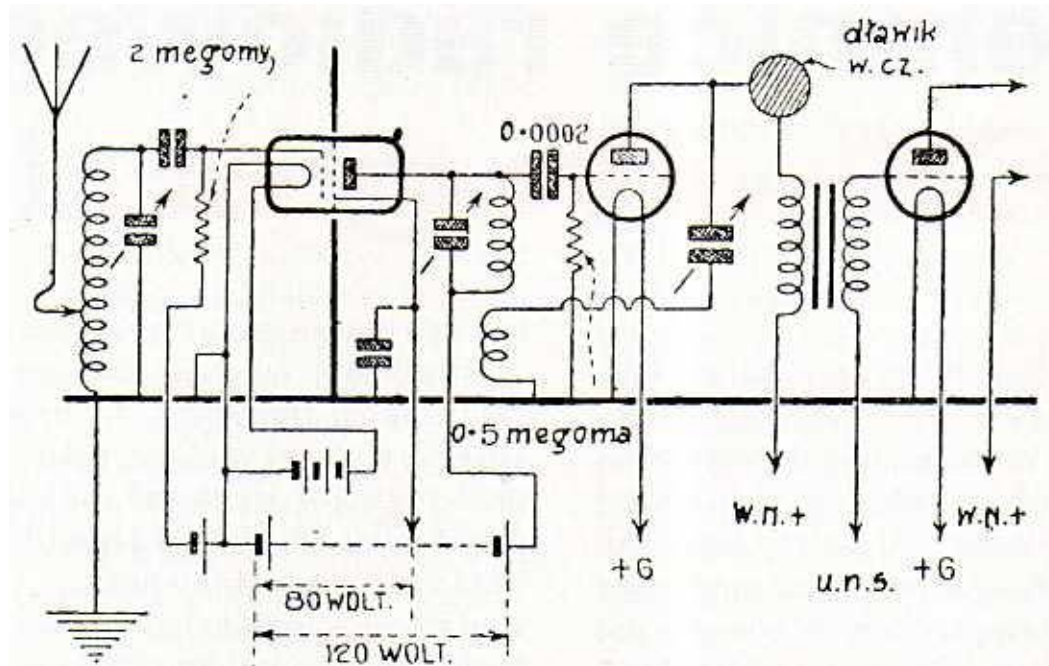 2 megomy,
dławik
w.cz.
0.0002
0.5 megoma
W.N.+
W.N.+
+G
u.n.s.
+G
80 WOLT.
120 WOLT.